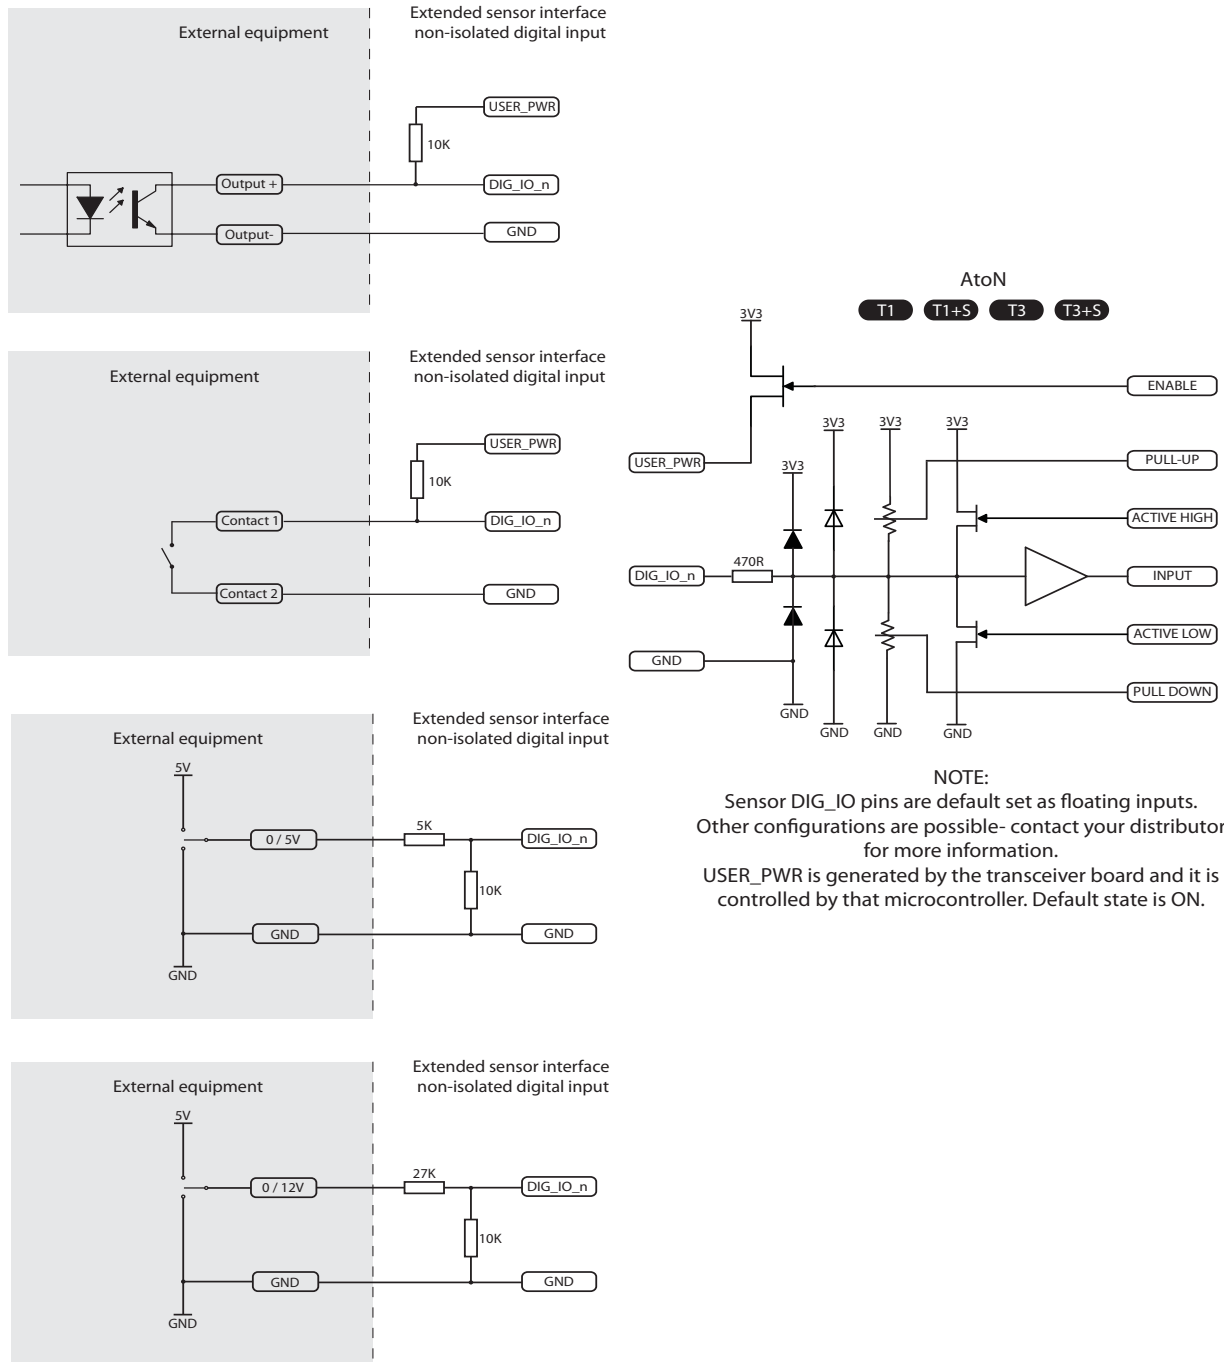 External equipment
Extended sensor interface
non-isolated digital input
USER_PWR
10K
Output +
DIG_IO_n
Output-
GND
External equipment
Extended sensor interface
non-isolated digital input
USER_PWR
10K
Contact 1
DIG_IO_n
Contact 2
GND
External equipment
Extended sensor interface
non-isolated digital input
5V
5K
0 / 5V
DIG_IO_n
10K
GND
GND
GND
External equipment
Extended sensor interface
non-isolated digital input
5V
27K
0 / 12V
DIG_IO_n
10K
GND
GND
GND
AtoN
T1
T1+S
T3
T3+S
3V3
ENABLE
3V3
3V3
3V3
USER_PWR
3V3
PULL-UP
ACTIVE HIGH
470R
DIG_IO_n
INPUT
ACTIVE LOW
GND
PULL DOWN
GND
GND
GND
GND
NOTE:
Sensor DIG_IO pins are default set as floating inputs.
Other configurations are possible- contact your distributor
for more information.
USER_PWR is generated by the transceiver board and it is
controlled by that microcontroller. Default state is ON.